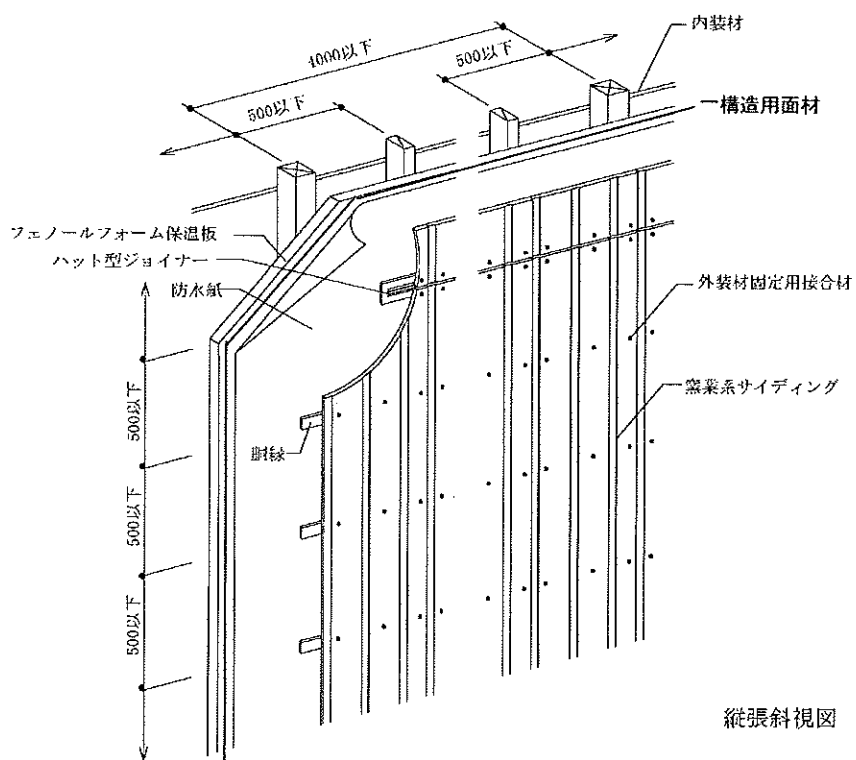 内装材
4000以下
500以下
500以下
構造用面材
フェノールフォーム保温板
ハット型ジョイナー
防水紙
外装材固定用接合材
窯業系サイディング
胴縁
500以下
500以下
500以下
縦張斜視図